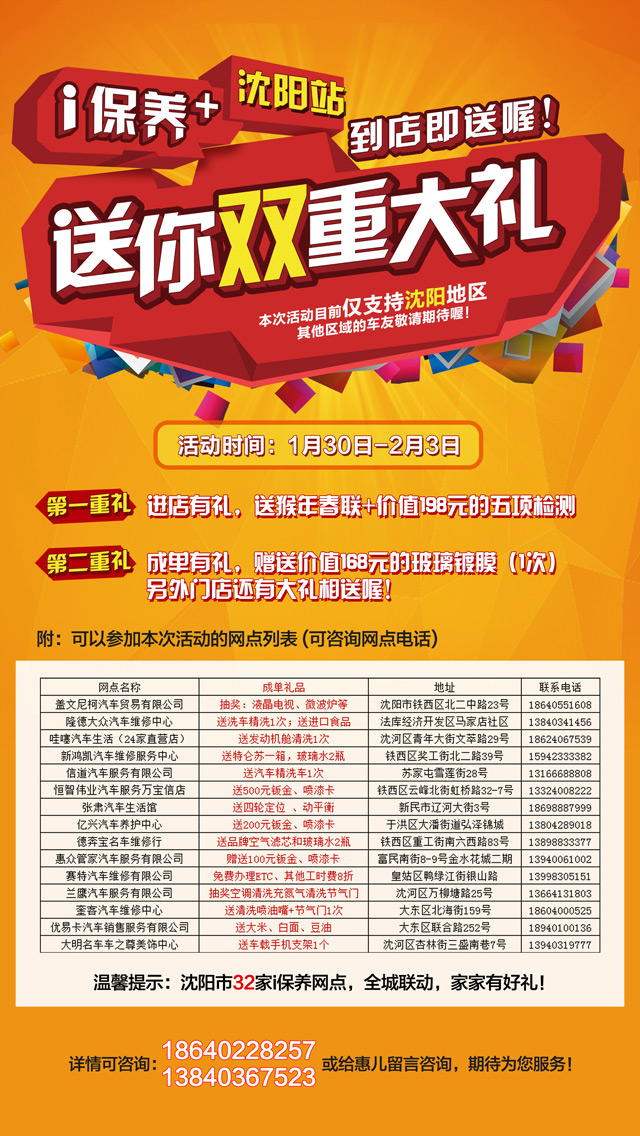 i保养+
沈阳站
到店即送喔！
送你双重大礼
本次活动目前仅支持沈阳地区
其他区域的车友敬请期待喔！
活动时间：1月30日-2月3日
第一重礼 进店有礼，送猴年春联+价值198元的五项检测
第二重礼 成单有礼，赠送价值168元的玻璃镀膜（1次）
另外门店还有大礼相送喔！
附：可以参加本次活动的网点列表（可咨询网点电话）
网点名称 成单礼品 地址 联系电话
盖文尼柯汽车贸易有限公司 抽奖：液晶电视、微波炉等 沈阳市铁西区北二中路23号 18640551608
隆德大众汽车维修中心 送洗车精洗1次；送进口食品 法库经济开发区马家店社区 13840341456
哇噻汽车生活（24家直营店） 送发动机舱清洗1次 沈河区青年大街文萃路29号 18624067539
新鸿凯汽车维修服务中心 送特仑苏一箱，玻璃水2瓶 铁西区奖工街北二路39号 15942333382
信道汽车服务有限公司 送汽车精洗车1次 苏家屯雪莲街28号 13166688808
恒智伟业汽车服务万宝信店 送500元钣金、喷漆卡 铁西区云峰北街虹桥路32-7号 13324008222
张肃汽车生活馆 送四轮定位 、动平衡 新民市辽河大街3号 18698887999
亿兴汽车养护中心 送200元钣金、喷漆卡 于洪区大潘街道弘泽锦城 13804289018
德奔宝名车维修行 送品牌空气滤芯和玻璃水2瓶 铁西区重工街南六西路83号 13898833377
惠众管家汽车服务有限公司 赠送100元钣金、喷漆卡 富民南街8-9号金水花城二期 13940061002
赛特汽车维修有限公司 免费办理ETC、其他工时费8折 皇姑区鸭绿江街银山路 13998305151
兰鹰汽车服务有限公司 抽奖空调清洗充氮气清洗节气门 沈河区万柳塘路25号 13664131803
奎客汽车维修中心 送清洗喷油嘴+节气门1次 大东区北海街159号 18604000525
优易卡汽车销售服务有限公司 送大米、白面、豆油 大东区联合路252号 18940100136
大明名车车之尊美饰中心 送车载手机支架1个 沈河区杏林街三盛南巷7号 13940319777
温馨提示：沈阳市32家i保养网点，全城联动，家家有好礼！
详情可咨询：18640228257
13840367523 或给惠儿留言咨询，期待为您服务！